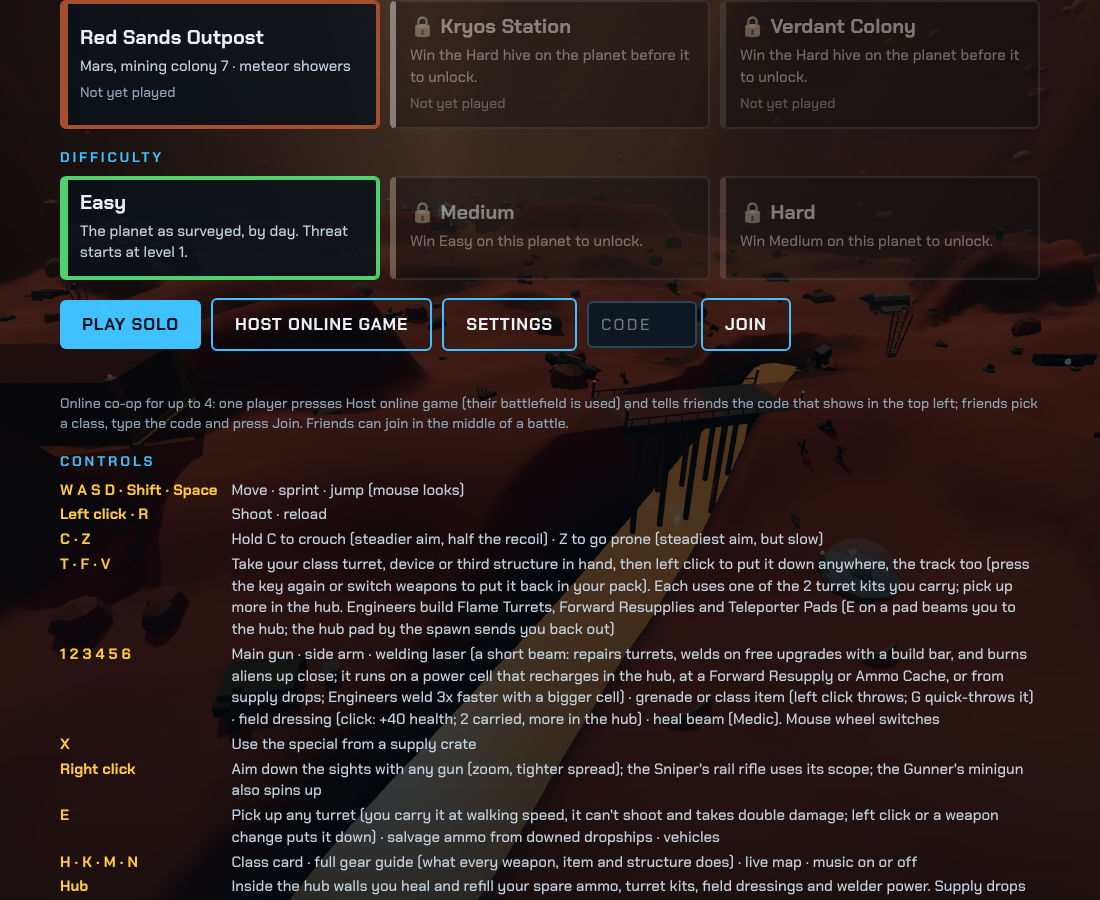 Red Sands Outpost
Mars, mining colony 7 · meteor showers
Not yet played
🔒 Kryos Station
Win the Hard hive on the planet before it
to unlock.
Not yet played
🔒 Verdant Colony
Win the Hard hive on the planet before it
to unlock.
Not yet played
DIFFICULTY
Easy
The planet as surveyed, by day. Threat
starts at level 1.
🔒 Medium
Win Easy on this planet to unlock.
🔒 Hard
Win Medium on this planet to unlock.
PLAY SOLO
HOST ONLINE GAME
SETTINGS
CODE
JOIN
Online co-op for up to 4: one player presses Host online game (their battlefield is used) and tells friends the code that shows in the top left; friends pick
a class, type the code and press Join. Friends can join in the middle of a battle.
CONTROLS
W A S D · Shift · Space Move · sprint · jump (mouse looks)
Left click · R Shoot · reload
C · Z Hold C to crouch (steadier aim, half the recoil) · Z to go prone (steadiest aim, but slow)
T · F · V Take your class turret, device or third structure in hand, then left click to put it down anywhere, the track too (press
the key again or switch weapons to put it back in your pack). Each uses one of the 2 turret kits you carry; pick up
more in the hub. Engineers build Flame Turrets, Forward Resupplies and Teleporter Pads (E on a pad beams you to
the hub; the hub pad by the spawn sends you back out)
1 2 3 4 5 6 Main gun · side arm · welding laser (a short beam: repairs turrets, welds on free upgrades with a build bar, and burns
aliens up close; it runs on a power cell that recharges in the hub, at a Forward Resupply or Ammo Cache, or from
supply drops; Engineers weld 3x faster with a bigger cell) · grenade or class item (left click throws; G quick-throws it)
· field dressing (click: +40 health; 2 carried, more in the hub) · heal beam (Medic). Mouse wheel switches
X Use the special from a supply crate
Right click Aim down the sights with any gun (zoom, tighter spread); the Sniper's rail rifle uses its scope; the Gunner's minigun
also spins up
E Pick up any turret (you carry it at walking speed, it can't shoot and takes double damage; left click or a weapon
change puts it down) · salvage ammo from downed dropships · vehicles
H · K · M · N Class card · full gear guide (what every weapon, item and structure does) · live map · music on or off
Hub Inside the hub walls you heal and refill your spare ammo, turret kits, field dressings and welder power. Supply drops